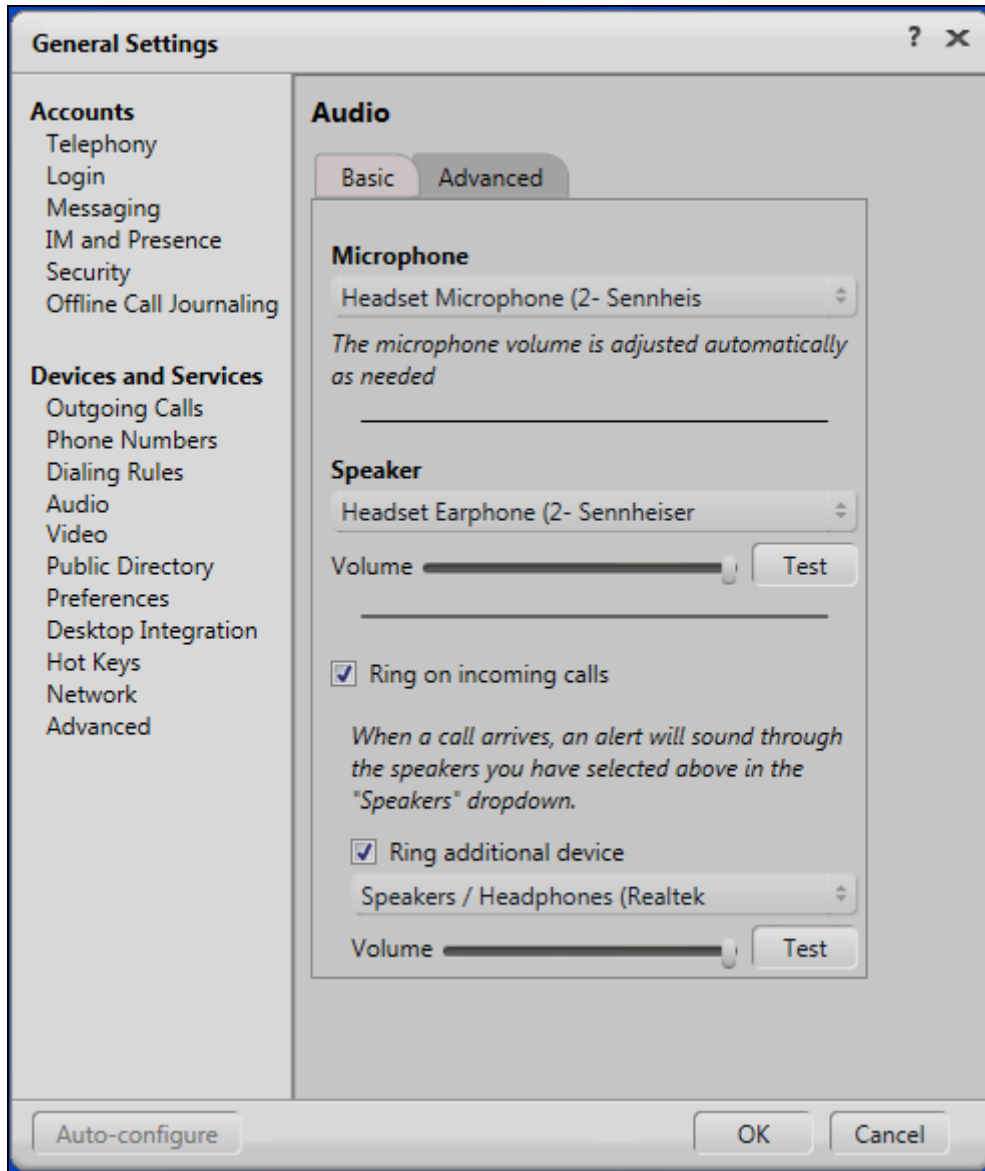 General Settings
?
Accounts
Telephony
Login
Messaging
IM and Presence
Security
Offline Call Journaling
Devices and Services
Outgoing Calls
Phone Numbers
Dialing Rules
Audio
Video
Public Directory
Preferences
Desktop Integration
Hot Keys
Network
Advanced
Audio
Basic Advanced
Microphone
Headset Microphone (2- Sennheis
The microphone volume is adjusted automatically
as needed
Speaker
Headset Earphone (2- Sennheiser
Volume Test
Ring on incoming calls
When a call arrives, an alert will sound through
the speakers you have selected above in the
"Speakers" dropdown.
Ring additional device
Speakers / Headphones (Realtek
Volume Test
Auto-configure OK Cancel